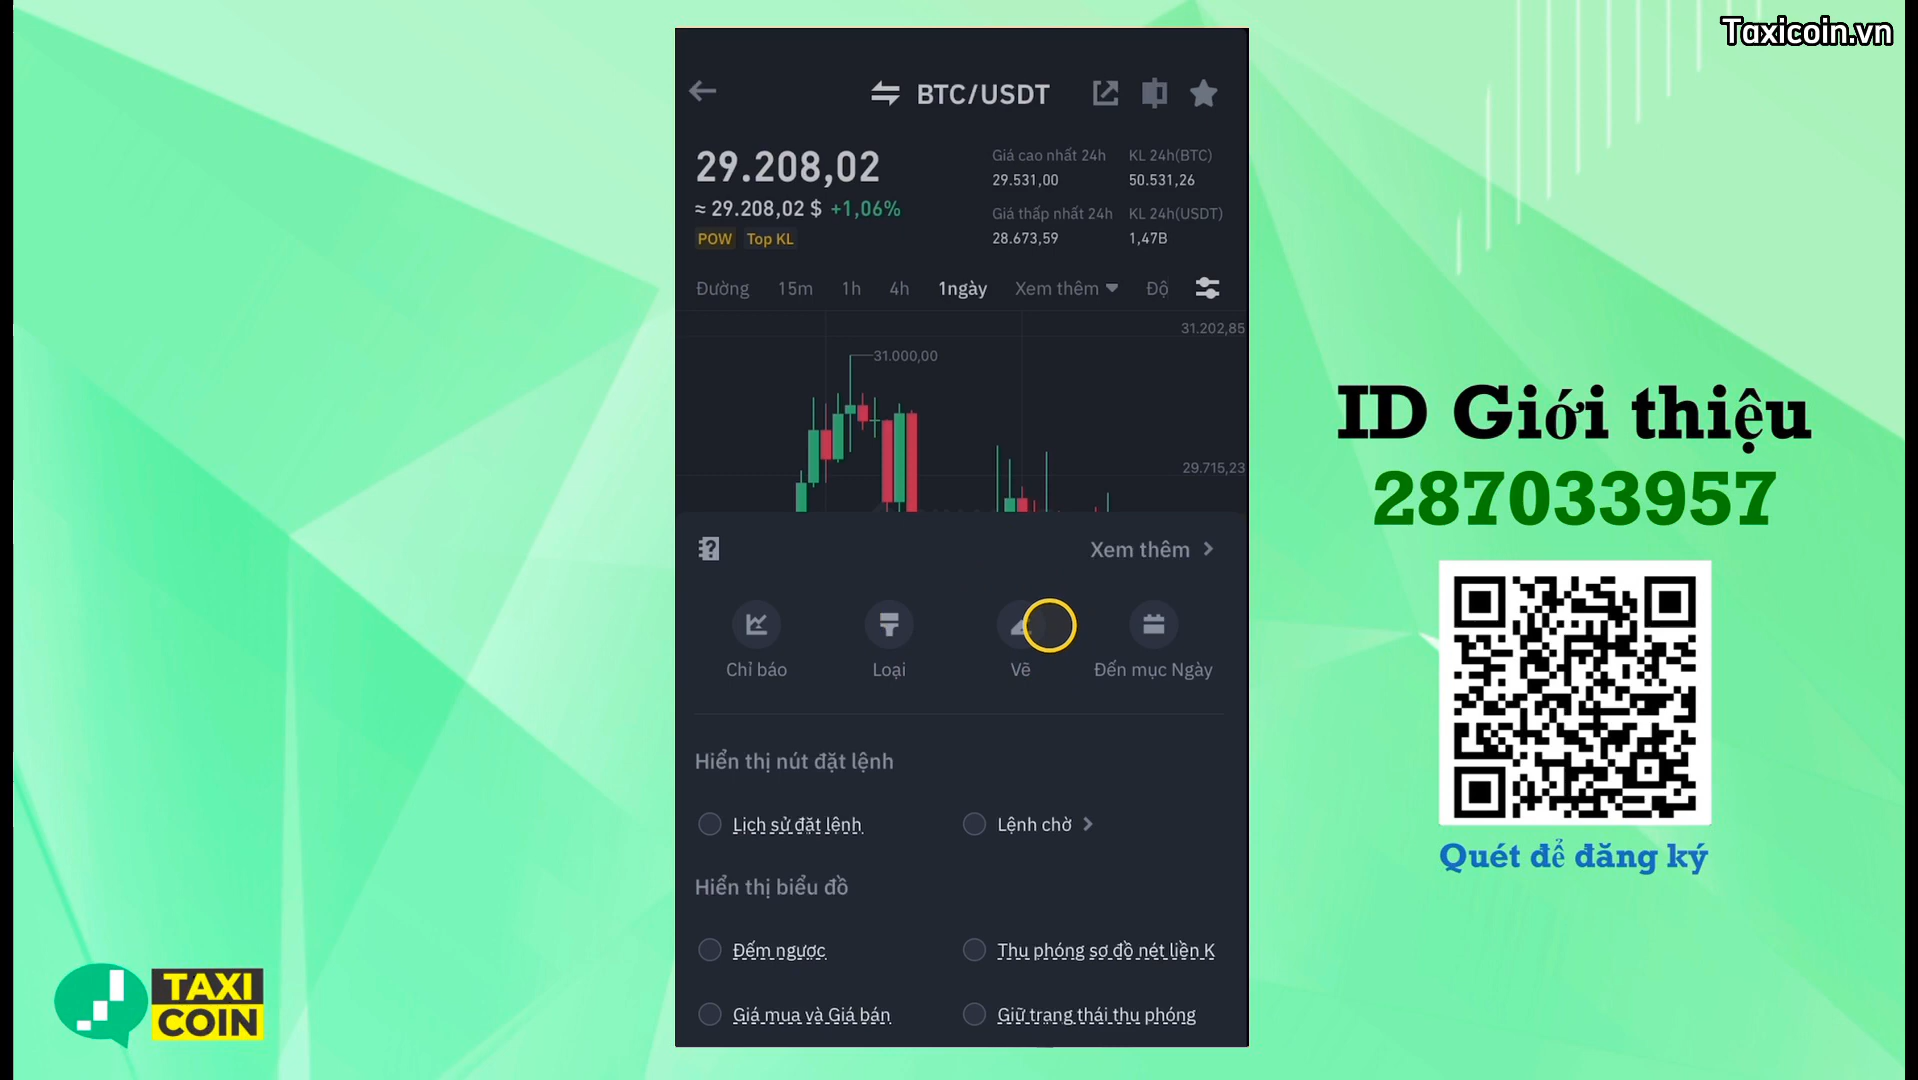 Taxicoin.vn
BTC/USDT
29.208,02
≈ 29.208,02 $ +1,06%
POW Top KL
Giá cao nhất 24h
29.531,00
KL 24h(BTC)
50.531,26
Giá thấp nhất 24h
28.673,59
KL 24h(USDT)
1,47B
Đường 15m 1h 4h 1ngày Xem thêm Độ
31.202,85
31.000,00
29.715,23
Xem thêm
Chỉ báo Loại Vẽ Đến mục Ngày
Hiển thị nút đặt lệnh
Lịch sử đặt lệnh Lệnh chờ
Hiển thị biểu đồ
Đếm ngược Thu phóng sơ đồ nét liền K
Giá mua và Giá bán Giữ trạng thái thu phóng
ID Giới thiệu
287033957
Quét để đăng ký
TAXI
COIN